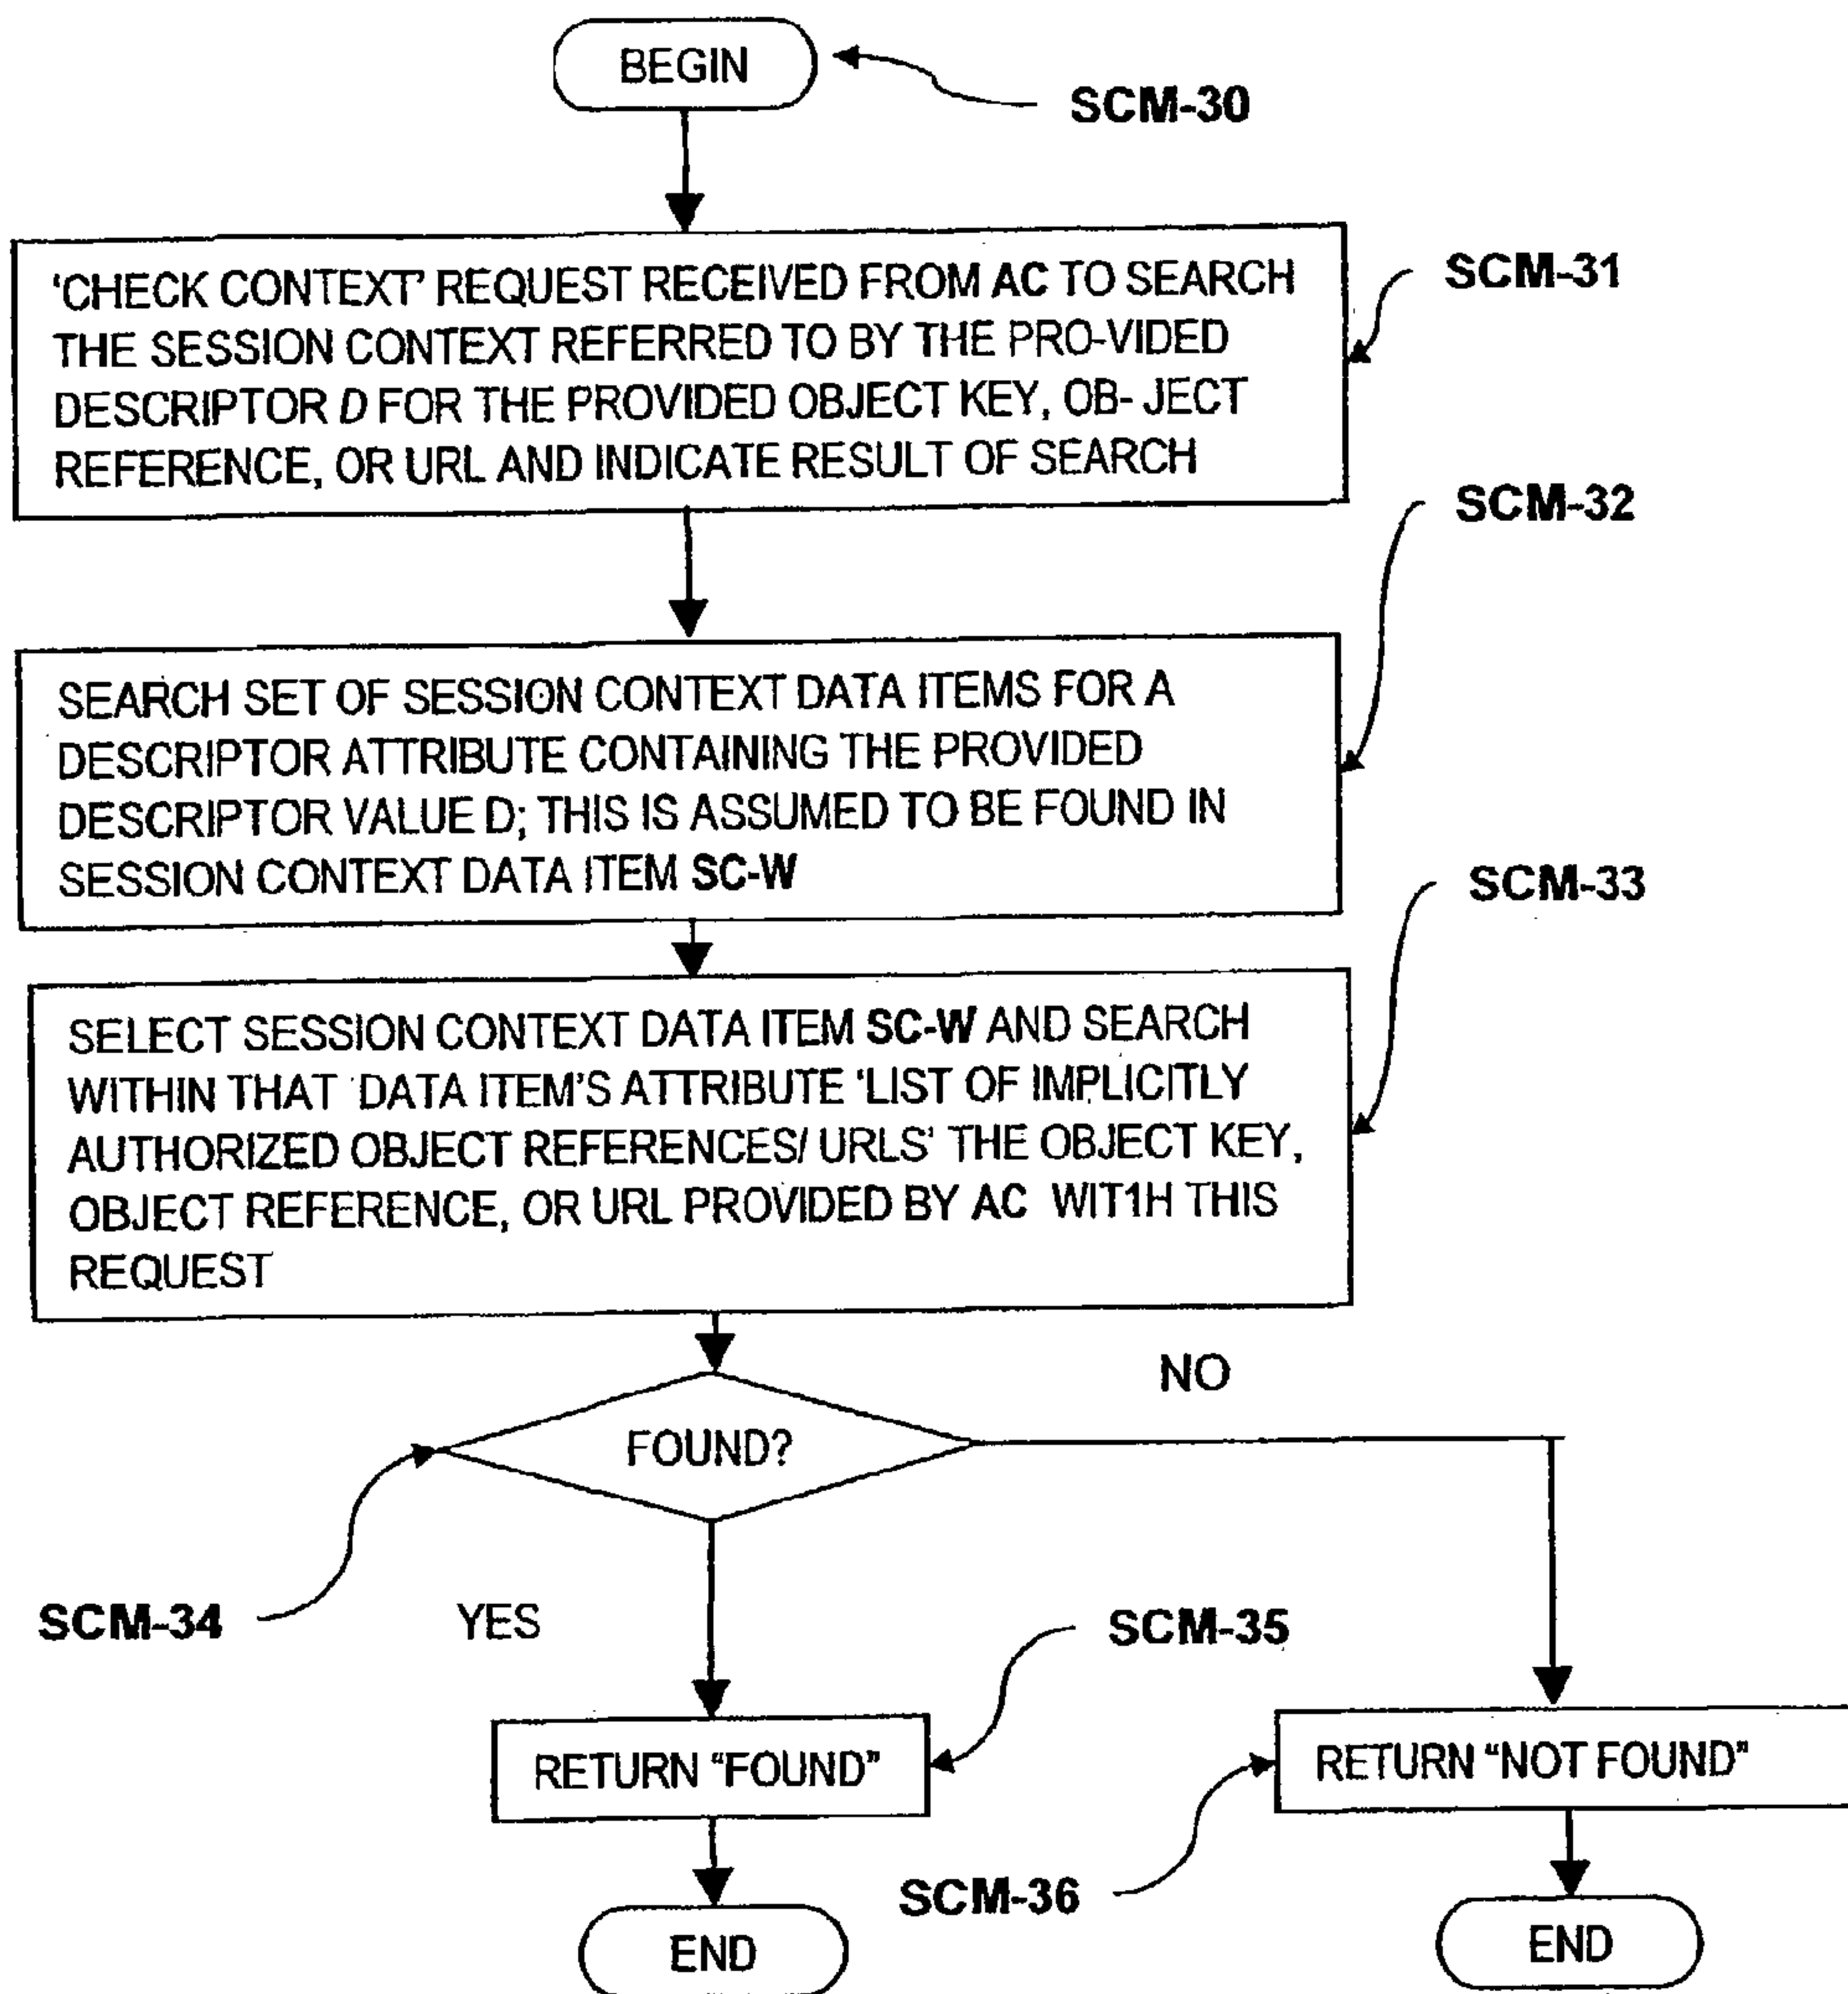 BEGIN
SCM-30
'CHECK CONTEXT' REQUEST RECEIVED FROM AC TO SEARCH
THE SESSION CONTEXT REFERRED TO BY THE PRO-VIDED
DESCRIPTOR D FOR THE PROVIDED OBJECT KEY, OB- JECT
REFERENCE, OR URL AND INDICATE RESULT OF SEARCH
SCM-31
SCM-32
SEARCH SET OF SESSION CONTEXT DATA ITEMS FOR A
DESCRIPTOR ATTRIBUTE CONTAINING THE PROVIDED
DESCRIPTOR VALUE D; THIS IS ASSUMED TO BE FOUND IN
SESSION CONTEXT DATA ITEM SC-W
SCM-33
SELECT SESSION CONTEXT DATA ITEM SC-W AND SEARCH
WITHIN THAT 'DATA ITEM'S ATTRIBUTE 'LIST OF IMPLICITLY
AUTHORIZED OBJECT REFERENCES/ URLS' THE OBJECT KEY,
OBJECT REFERENCE, OR URL PROVIDED BY AC WIT1H THIS
REQUEST
NO
FOUND?
SCM-34
YES
SCM-35
RETURN "FOUND"
RETURN "NOT FOUND"
SCM-36
END
END